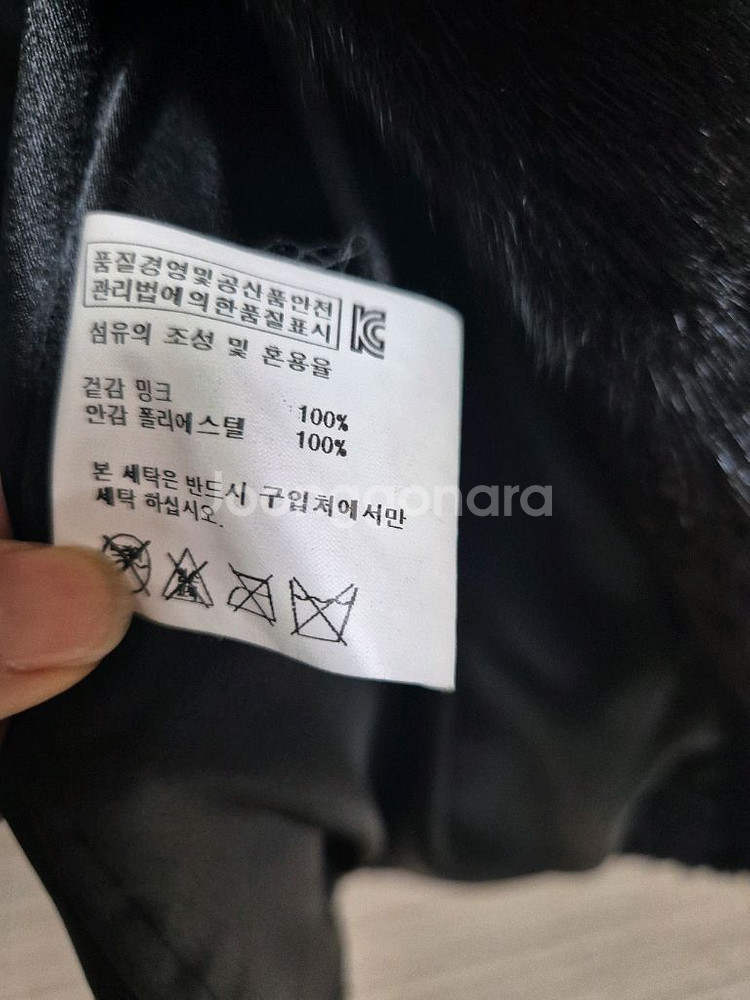 품질경영및공산품안전
관리법에의한품질표시
KC
섬유의 조성 및 혼용율
겉감 밍크 100%
안감 폴리에스텔 100%
본 세탁은 반드시 구입처에서만
세탁 하십시오.
Joonggonara